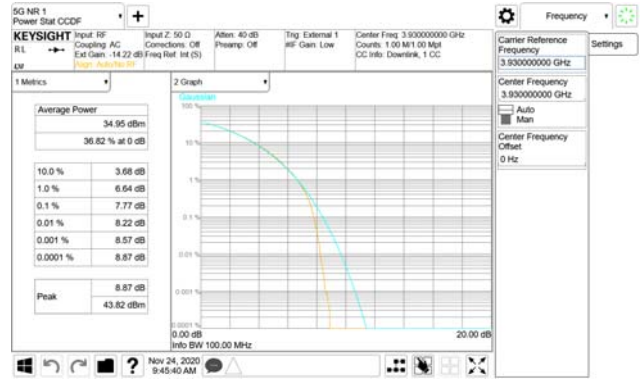 5G NR 1
Power Stat CCDF
Frequency
KEYSIGHT
RL
Input: RF
Coupling: AC
Ext Gain: -14.22 dB
Align: Auto/No RF
Input Z: 50 Ω
Corrections: Off
Freq Ref: Int (S)
Atten: 40 dB
Preamp: Off
Trig: External 1
#IF Gain: Low
Center Freq: 3.930000000 GHz
Counts: 1.00 M/1.00 Mpt
CC Info: Downlink, 1 CC
Carrier Reference
Frequency
3.930000000 GHz
Settings
Center Frequency
3.930000000 GHz
Auto
Man
Center Frequency
Offset
0 Hz
1 Metrics
Average Power
34.95 dBm
36.82 % at 0 dB
10.0 % 3.68 dB
1.0 % 6.64 dB
0.1 % 7.77 dB
0.01 % 8.22 dB
0.001 % 8.57 dB
0.0001 % 8.87 dB
Peak 8.87 dB
43.82 dBm
2 Graph
Gaussian
100 %
10 %
1 %
0.1 %
0.01 %
0.001 %
0.0001 %
0.00 dB
20.00 dB
Info BW 100.00 MHz
Nov 24, 2020
9:45:40 AM